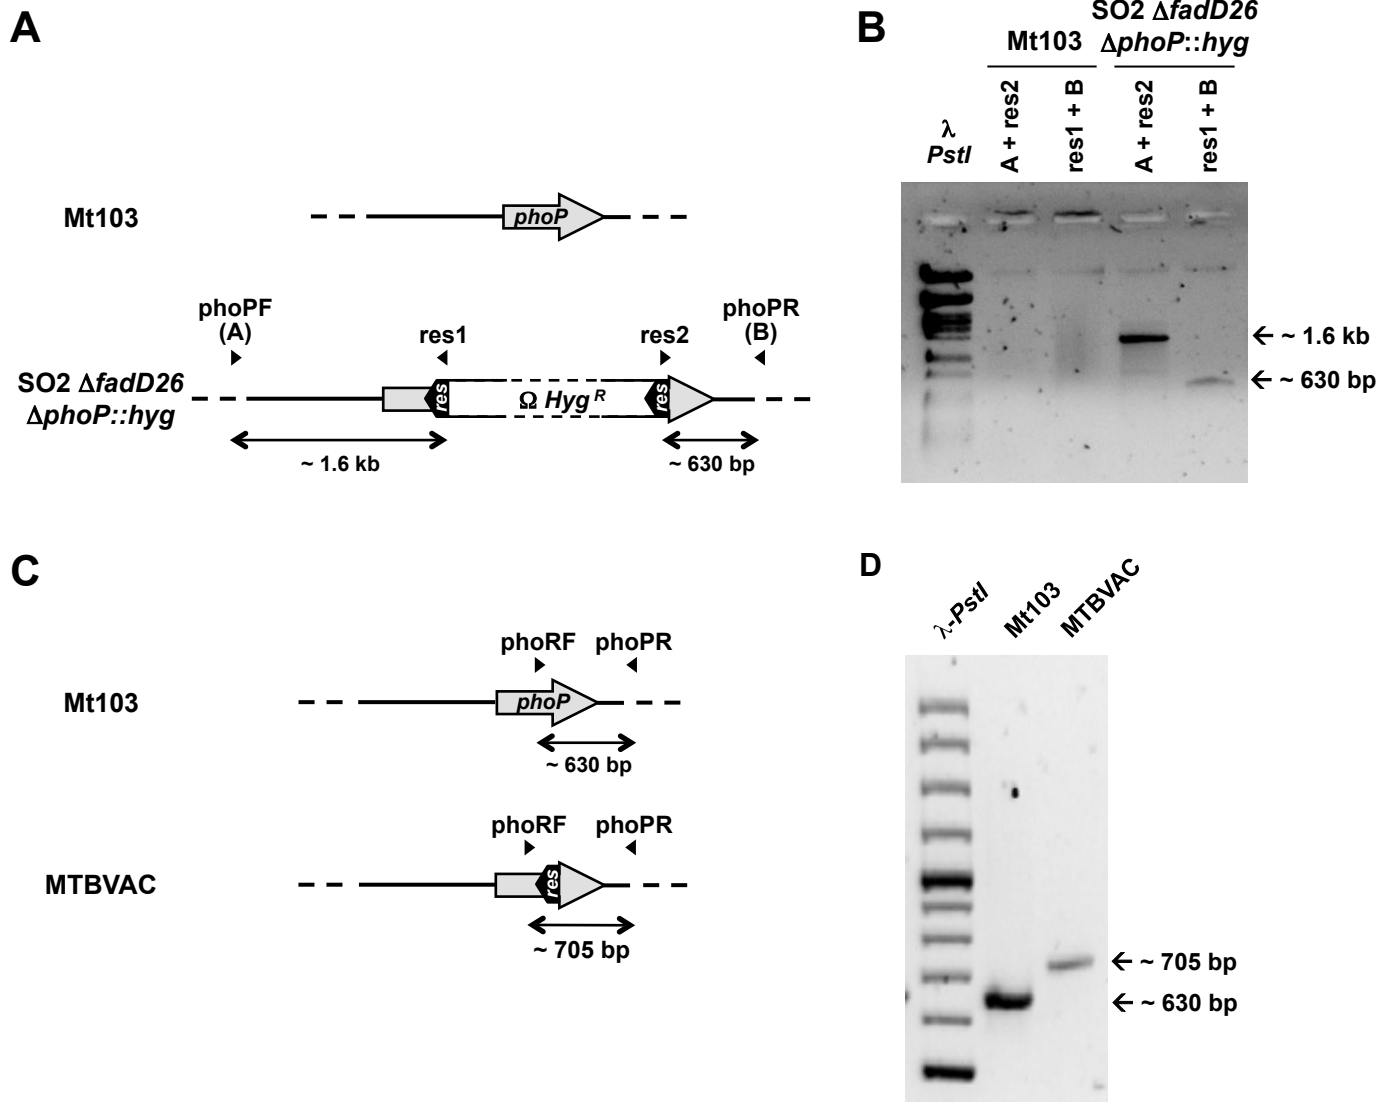 A
Mt103
phoP
phoPF
(A)
res1
res2
phoPR
(B)
SO2 ΔfadD26
ΔphoP::hyg
res
Ω Hyg R
res
~ 1.6 kb
~ 630 bp
B
Mt103
SO2 ΔfadD26
ΔphoP::hyg
λ
PstI
A + res2
res1 + B
A + res2
res1 + B
← ~ 1.6 kb
← ~ 630 bp
C
phoRF
phoPR
Mt103
phoP
~ 630 bp
phoRF
phoPR
MTBVAC
res
~ 705 bp
D
λ-PstI
Mt103
MTBVAC
← ~ 705 bp
← ~ 630 bp